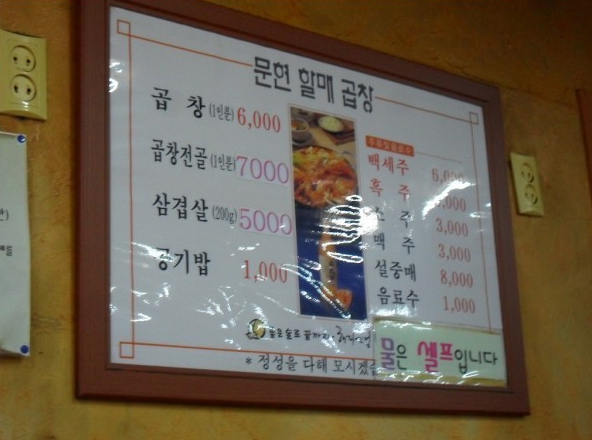 문현 할매 곱창
곱 창 (1인분) 6,000
곱창전골 (1인분) 7000
삼겹살 (200g) 5000
공기밥 1,000
백세주 6,000
흑 주 ,000
소 주 3,000
맥 주 3,000
설중매 8,000
음료수 1,000
* 정성을 다해 모시겠습
물은 셀프입니다